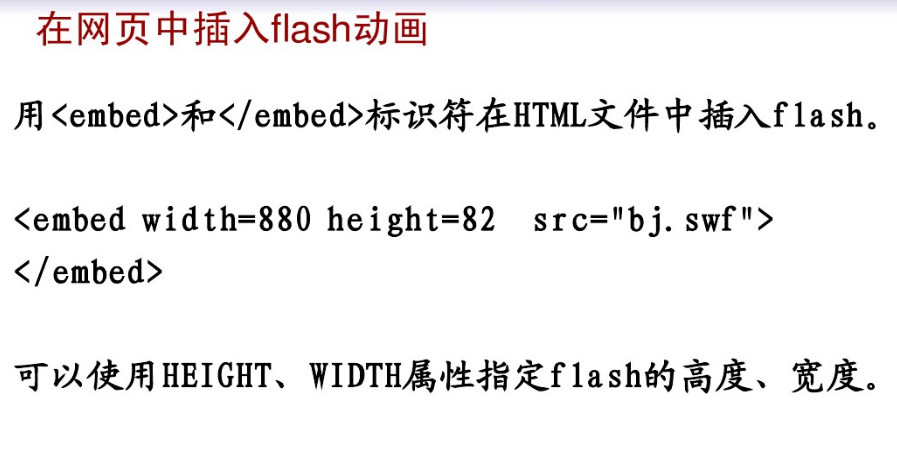 在网页中插入flash动画
用<embed>和</embed>标识符在HTML文件中插入flash。
<embed width=880 height=82  src="bj.swf">
</embed>
可以使用HEIGHT、WIDTH属性指定flash的高度、宽度。